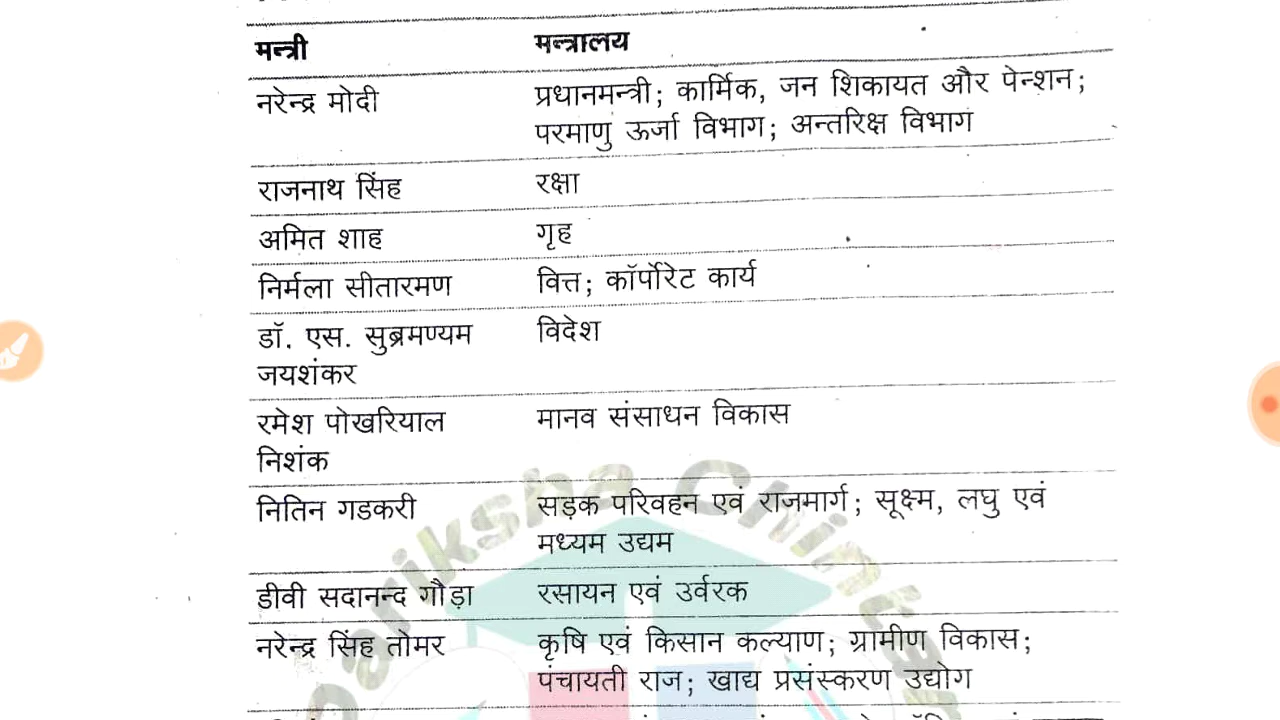 मन्त्री मन्त्रालय
नरेन्द्र मोदी प्रधानमन्त्री; कार्मिक, जन शिकायत और पेन्शन;
परमाणु ऊर्जा विभाग; अन्तरिक्ष विभाग
राजनाथ सिंह रक्षा
अमित शाह गृह
निर्मला सीतारमण वित्त; कॉर्पोरेट कार्य
डॉ. एस. सुब्रमण्यम विदेश
जयशंकर
रमेश पोखरियाल मानव संसाधन विकास
निशंक
नितिन गडकरी सड़क परिवहन एवं राजमार्ग; सूक्ष्म, लघु एवं
मध्यम उद्यम
डीवी सदानन्द गौड़ा रसायन एवं उर्वरक
नरेन्द्र सिंह तोमर कृषि एवं किसान कल्याण; ग्रामीण विकास;
पंचायती राज; खाद्य प्रसंस्करण उद्योग